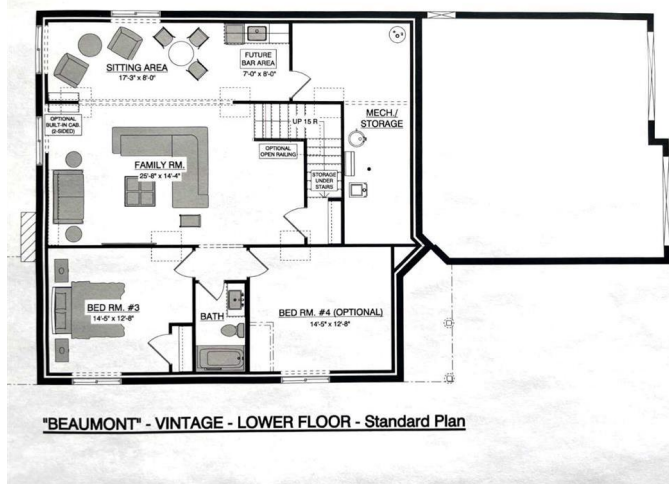 SITTING AREA
17'-3" x 8'-0"
FUTURE
BAR AREA
7'-0" x 8'-0"
MECH./
STORAGE
OPTIONAL
BUILT-IN CAB.
(2-SIDED)
UP 15 R
OPTIONAL
OPEN RAILING
FAMILY RM.
25'-8" x 14'-4"
STORAGE
UNDER
STAIRS
BED RM. #3
14'-5" x 12'-8"
BATH
BED RM. #4 (OPTIONAL)
14'-5" x 12'-8"
"BEAUMONT" - VINTAGE - LOWER FLOOR - Standard Plan